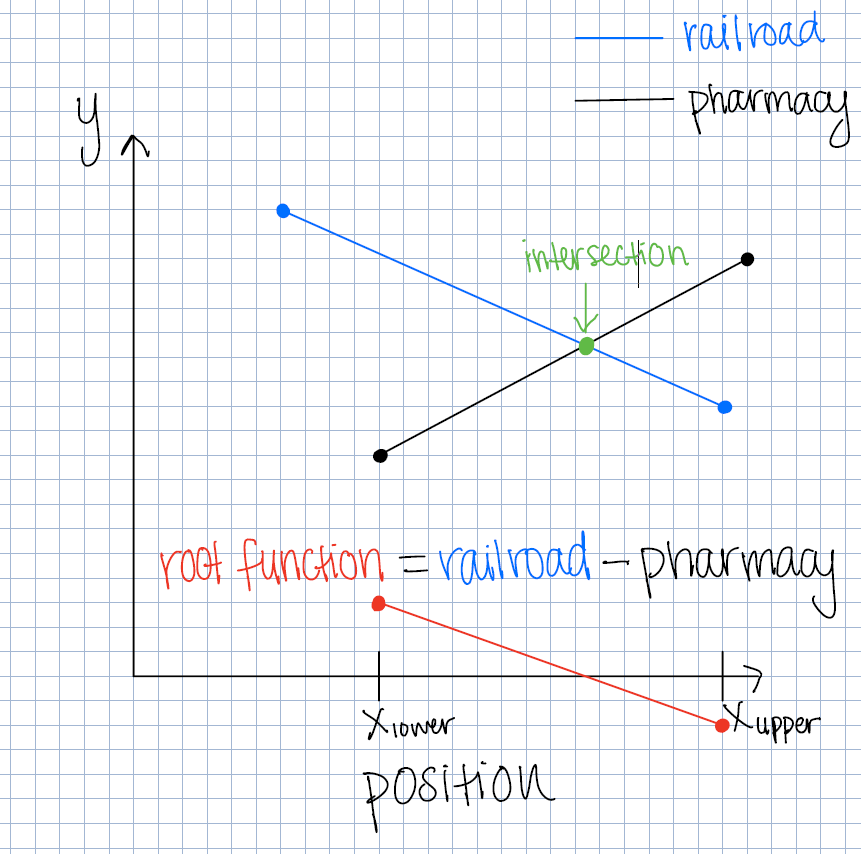 railroad
pharmacy
y
intersection
root function = railroad - pharmacy
Xlower
Xupper
position